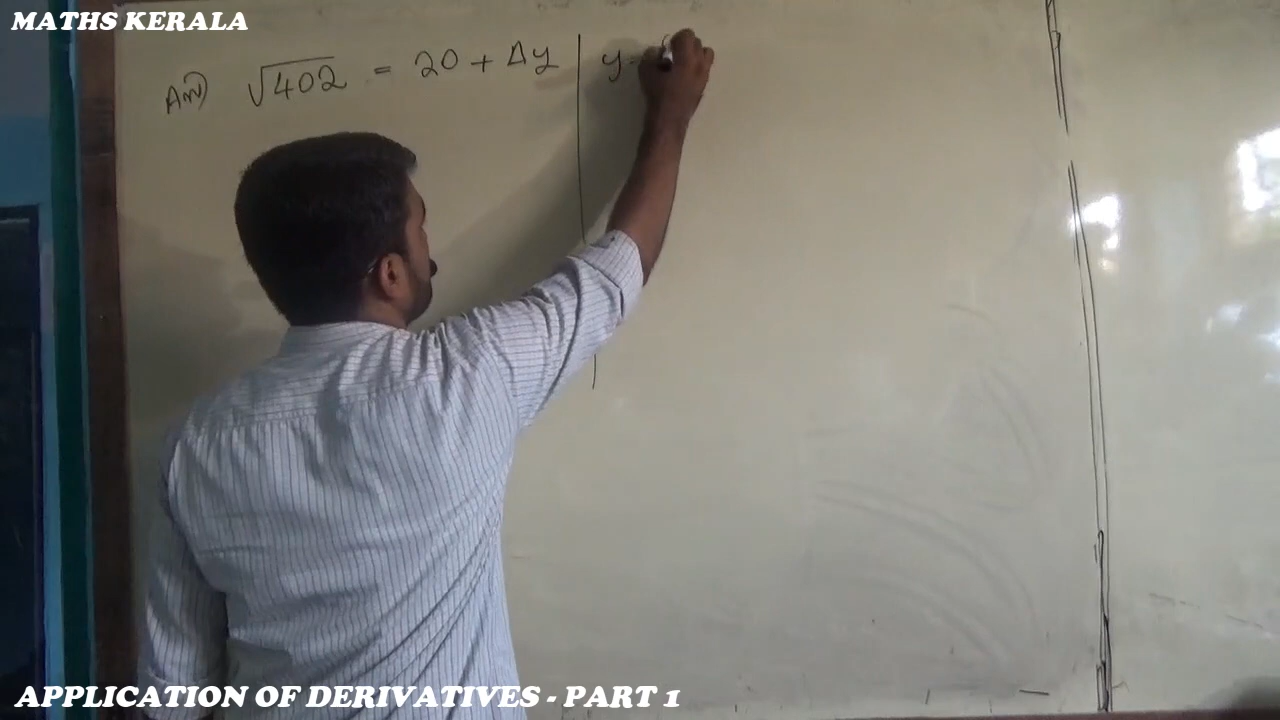 MATHS KERALA
Ans) √402 = 20 + Δy | y =
APPLICATION OF DERIVATIVES - PART 1